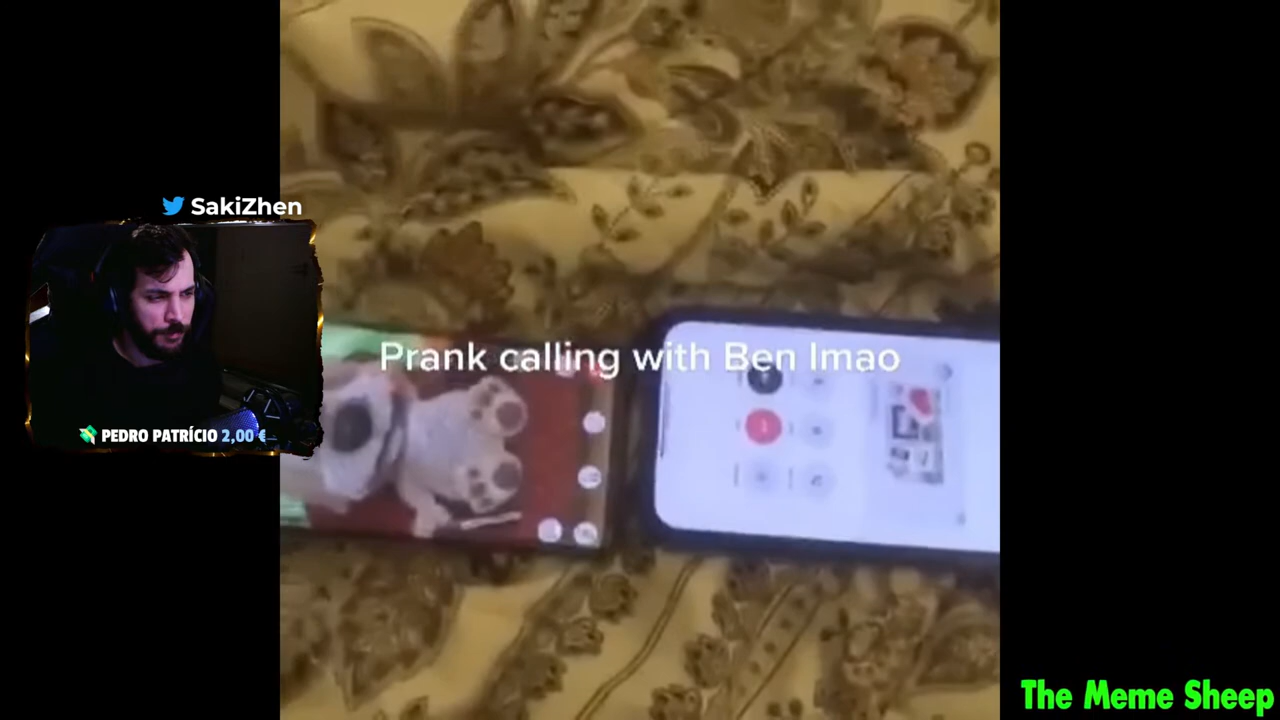 SakiZhen
Prank calling with Ben lmao
PEDRO PATRÍCIO 2,00 €
The Meme Sheep